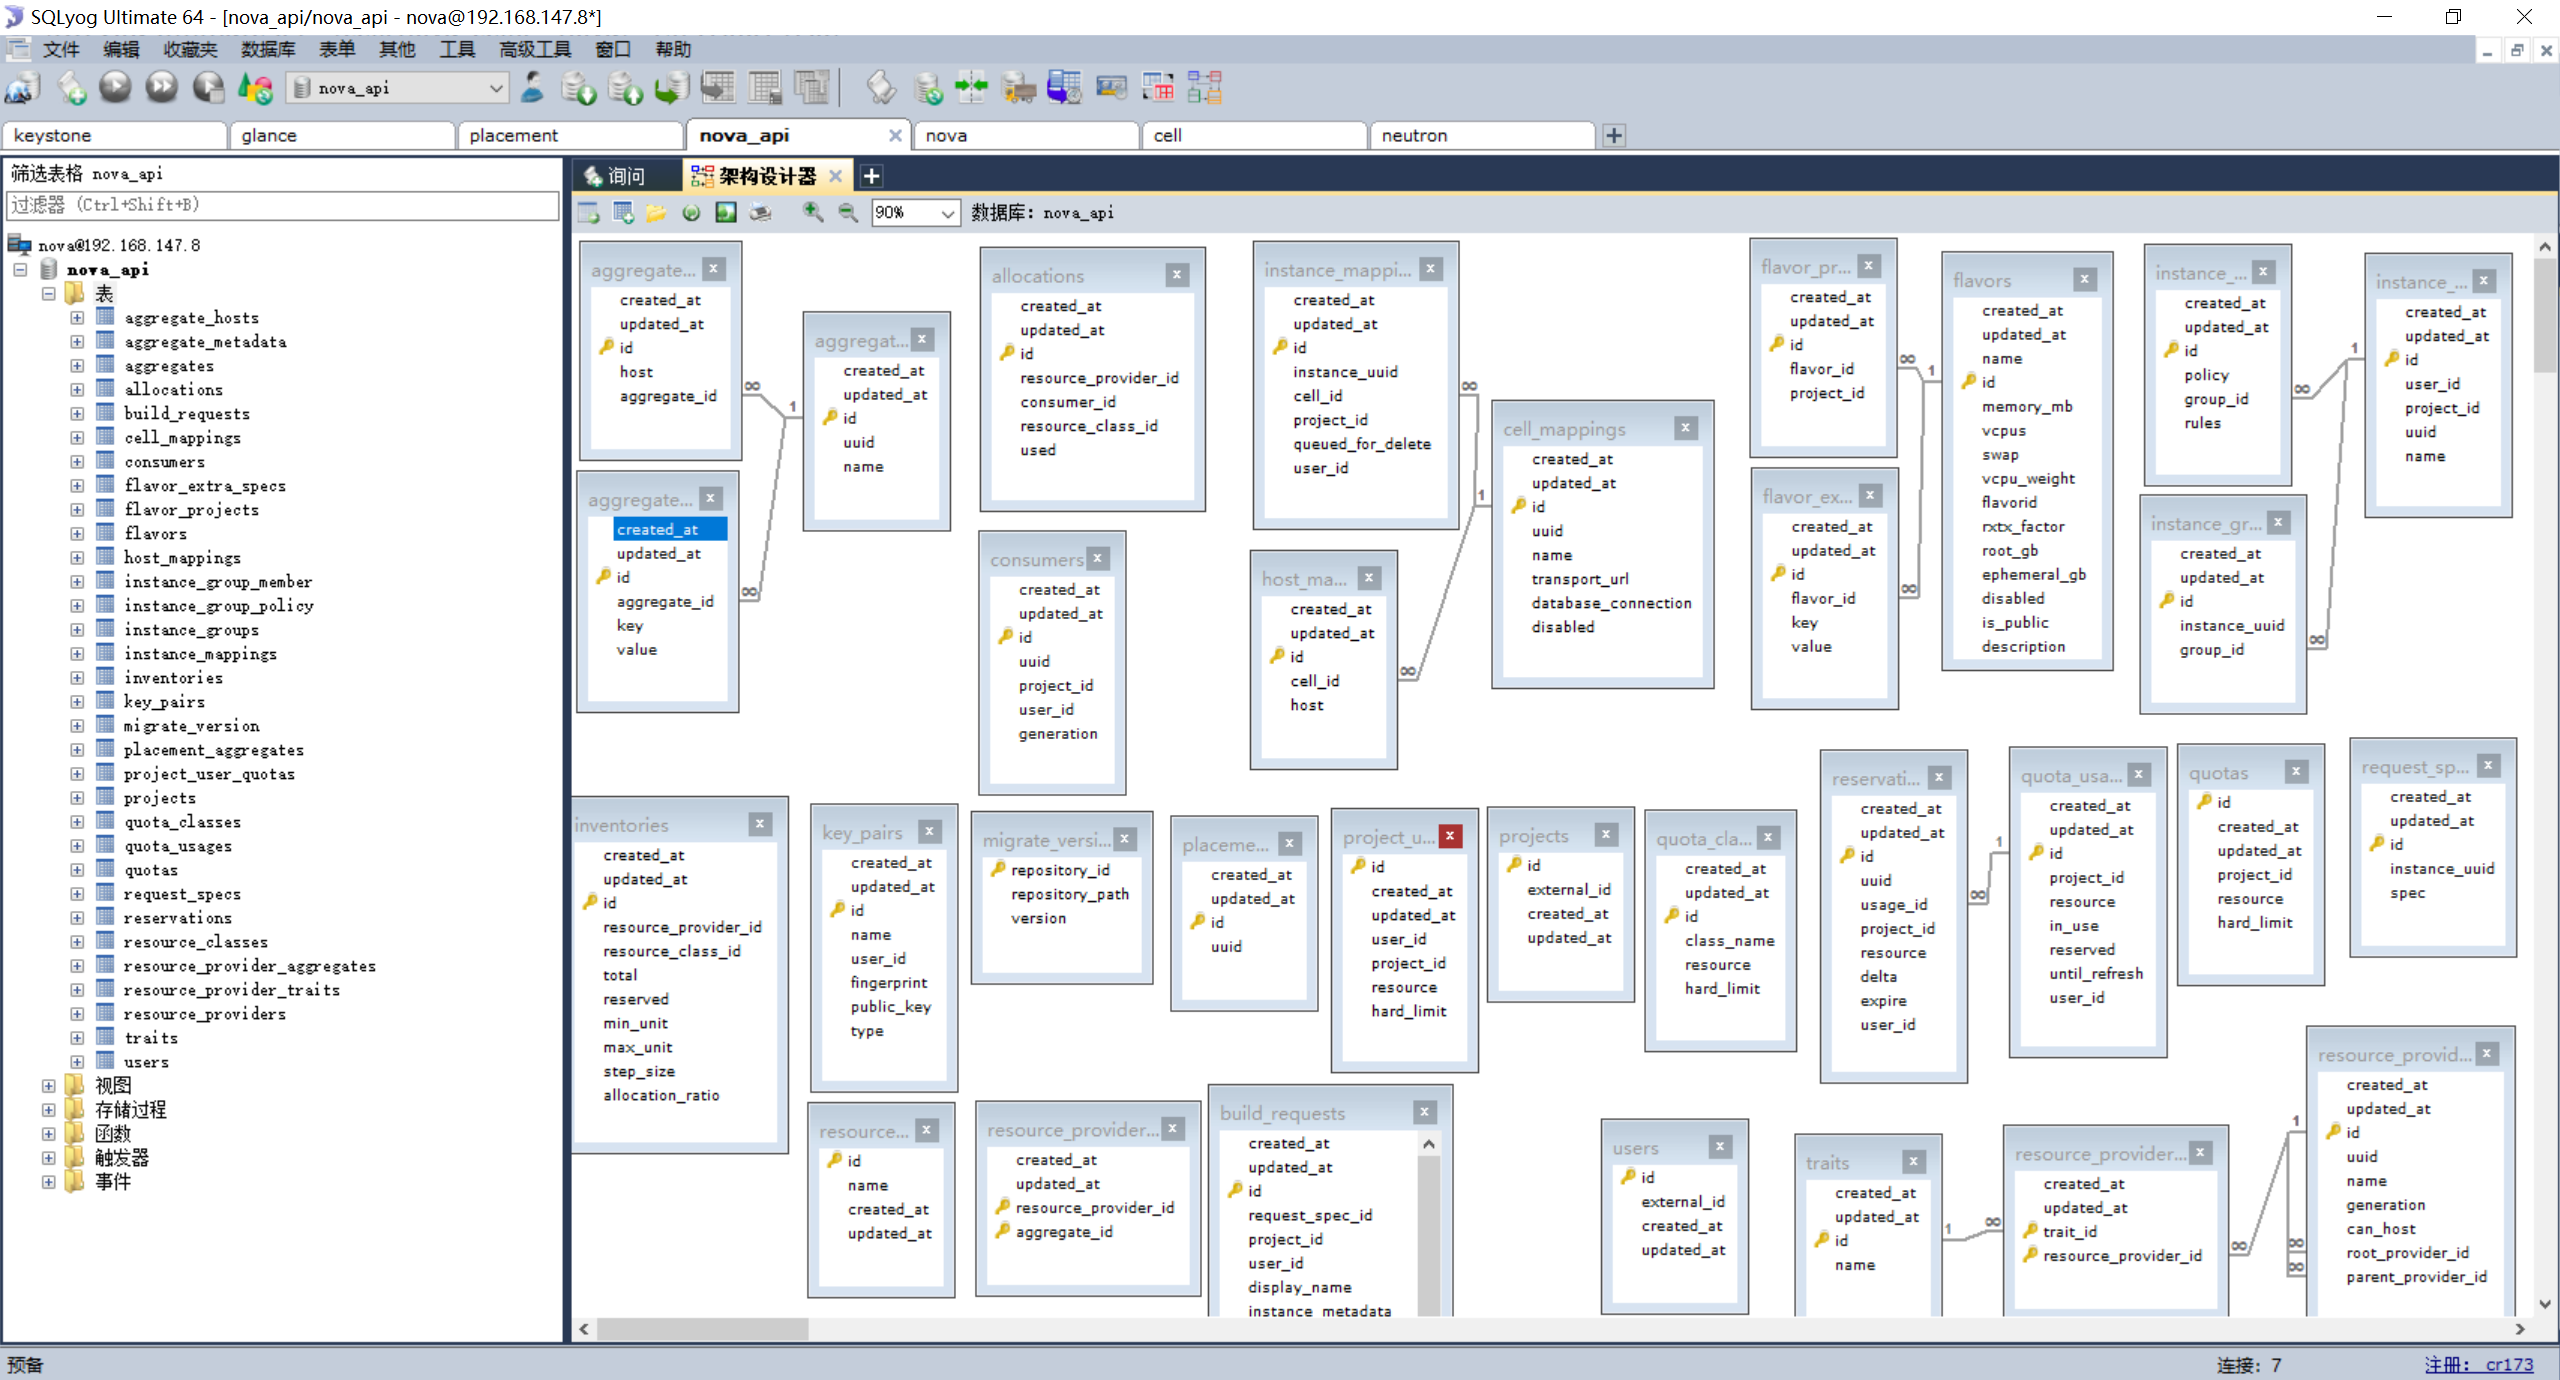 SQLyog Ultimate 64 - [nova_api/nova_api - nova@192.168.147.8*]
文件 编辑 收藏夹 数据库 表单 其他 工具 高级工具 窗口 帮助
nova_api
keystone glance placement nova_api nova cell neutron
筛选表格 nova_api
过滤器 (Ctrl+Shift+B)
nova@192.168.147.8
nova_api
表
aggregate_hosts
aggregate_metadata
aggregates
allocations
build_requests
cell_mappings
consumers
flavor_extra_specs
flavor_projects
flavors
host_mappings
instance_group_member
instance_group_policy
instance_groups
instance_mappings
inventories
key_pairs
migrate_version
placement_aggregates
project_user_quotas
projects
quota_classes
quota_usages
quotas
request_specs
reservations
resource_classes
resource_provider_aggregates
resource_provider_traits
resource_providers
traits
users
视图
存储过程
函数
触发器
事件
询问 架构设计器
90% 数据库: nova_api
aggregate...
created_at
updated_at
id
host
aggregate_id
aggregat...
created_at
updated_at
id
uuid
name
aggregate...
created_at
updated_at
id
aggregate_id
key
value
allocations
created_at
updated_at
id
resource_provider_id
consumer_id
resource_class_id
used
consumers
created_at
updated_at
id
uuid
project_id
user_id
generation
instance_mappi...
created_at
updated_at
id
instance_uuid
cell_id
project_id
queued_for_delete
user_id
host_ma...
created_at
updated_at
id
cell_id
host
cell_mappings
created_at
updated_at
id
uuid
name
transport_url
database_connection
disabled
flavor_pr...
created_at
updated_at
id
flavor_id
project_id
flavor_ex...
created_at
updated_at
id
flavor_id
key
value
flavors
created_at
updated_at
name
id
memory_mb
vcpus
swap
vcpu_weight
flavorid
rxtx_factor
root_gb
ephemeral_gb
disabled
is_public
description
instance_...
created_at
updated_at
id
policy
group_id
rules
instance_gr...
created_at
updated_at
id
instance_uuid
group_id
instance_...
created_at
updated_at
id
user_id
project_id
uuid
name
inventories
created_at
updated_at
id
resource_provider_id
resource_class_id
total
reserved
min_unit
max_unit
step_size
allocation_ratio
key_pairs
created_at
updated_at
id
name
user_id
fingerprint
public_key
type
migrate_versi...
repository_id
repository_path
version
placeme...
created_at
updated_at
id
uuid
project_u...
id
created_at
updated_at
user_id
project_id
resource
hard_limit
projects
id
external_id
created_at
updated_at
quota_cla...
created_at
updated_at
id
class_name
resource
hard_limit
reservati...
created_at
updated_at
id
uuid
usage_id
project_id
resource
delta
expire
user_id
quota_usa...
created_at
updated_at
id
project_id
resource
in_use
reserved
until_refresh
user_id
quotas
id
created_at
updated_at
project_id
resource
hard_limit
request_sp...
created_at
updated_at
id
instance_uuid
spec
resource...
id
name
created_at
updated_at
resource_provider...
created_at
updated_at
resource_provider_id
aggregate_id
build_requests
created_at
updated_at
id
request_spec_id
project_id
user_id
display_name
instance_metadata
users
id
external_id
created_at
updated_at
traits
created_at
updated_at
id
name
resource_provider...
created_at
updated_at
trait_id
resource_provider_id
resource_provid...
created_at
updated_at
id
uuid
name
generation
can_host
root_provider_id
parent_provider_id
预备 连接: 7 注册: cr173